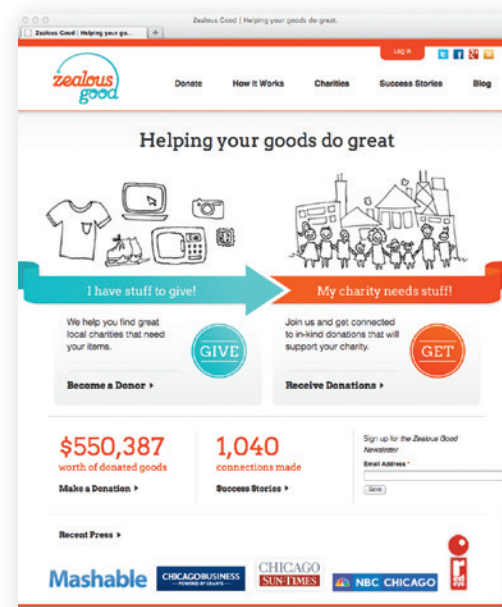 Zealous Good | Helping your goods do great.
Zealous Good | Helping your go...
Log in
zealous
good
Donate How It Works Charities Success Stories Blog
Helping your goods do great
I have stuff to give!
My charity needs stuff!
We help you find great
local charities that need
your items.
GIVE
Become a Donor
Join us and get connected
to in-kind donations that will
support your charity.
GET
Receive Donations
$550,387
worth of donated goods
Make a Donation
1,040
connections made
Success Stories
Sign up for the Zealous Good
Newsletter
Email Address *
Save
Recent Press
Mashable
CHICAGOBUSINESS
POWERED BY CRAIN'S
CHICAGO
SUN-TIMES
NBC CHICAGO
red
eye